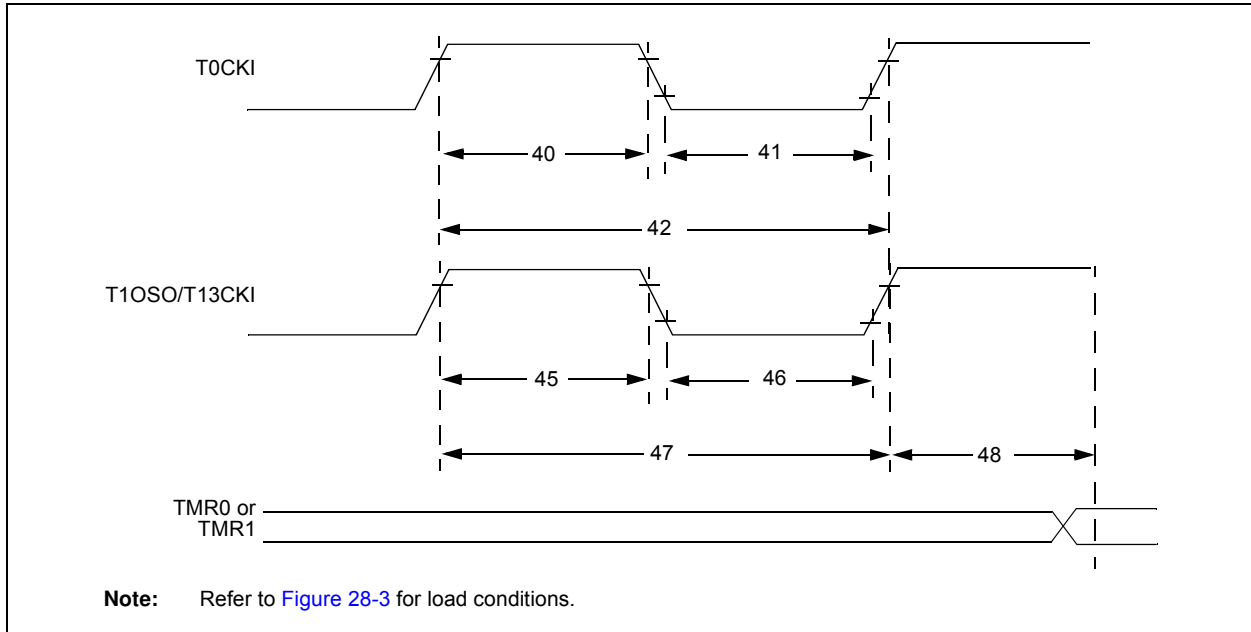 T0CKI
40
41
42
T1OSO/T13CKI
45
46
47
48
TMR0 or
TMR1
Note: Refer to Figure 28-3 for load conditions.